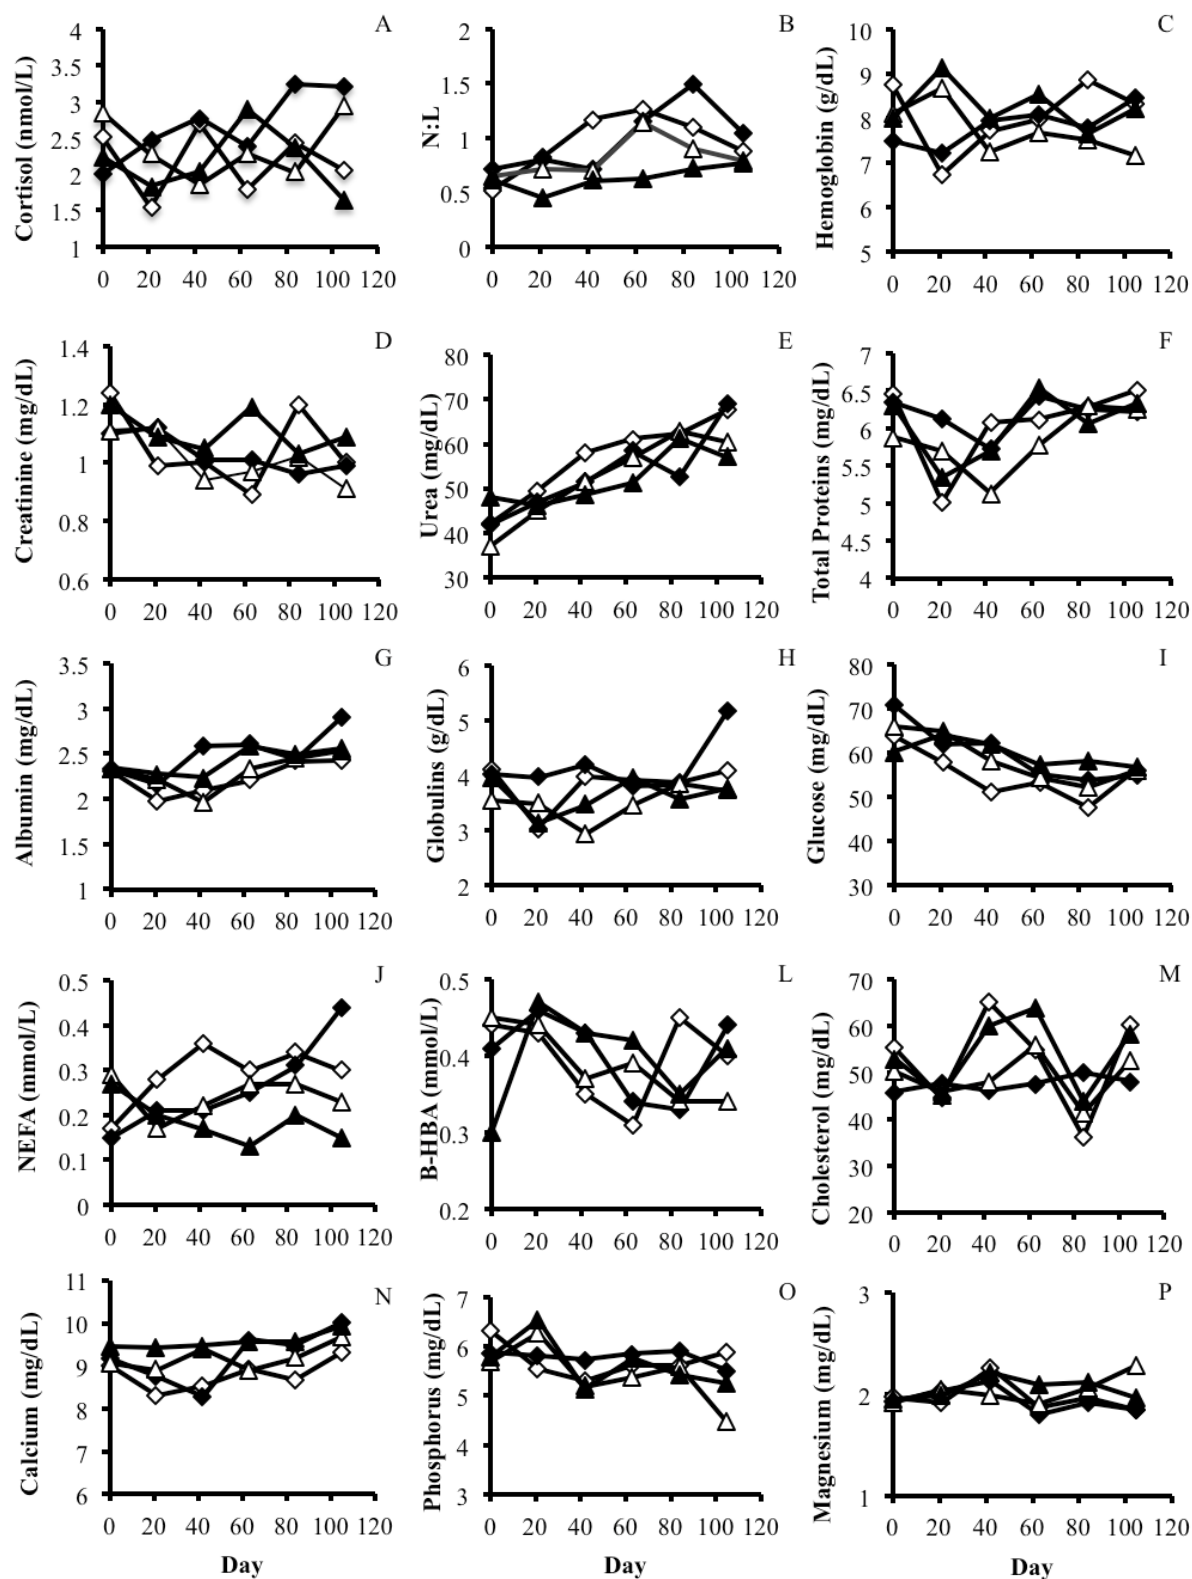 A
Cortisol (nmol/L)
4
3.5
3
2.5
2
1.5
1
0 20 40 60 80 100 120
B
N:L
2
1.5
1
0.5
0
0 20 40 60 80 100 120
C
Hemoglobin (g/dL)
10
9
8
7
6
5
0 20 40 60 80 100 120
D
Creatinine (mg/dL)
1.4
1.2
1
0.8
0.6
0 20 40 60 80 100 120
E
Urea (mg/dL)
80
70
60
50
40
30
0 20 40 60 80 100 120
F
Total Proteins (mg/dL)
7
6.5
6
5.5
5
4.5
4
0 20 40 60 80 100 120
G
Albumin (mg/dL)
3.5
3
2.5
2
1.5
1
0 20 40 60 80 100 120
H
Globulins (g/dL)
6
5
4
3
2
0 20 40 60 80 100 120
I
Glucose (mg/dL)
80
70
60
50
40
30
0 20 40 60 80 100 120
J
NEFA (mmol/L)
0.5
0.4
0.3
0.2
0.1
0
0 20 40 60 80 100 120
L
B-HBA (mmol/L)
0.5
0.4
0.3
0.2
0 20 40 60 80 100 120
M
Cholesterol (mg/dL)
70
60
50
40
30
20
0 20 40 60 80 100 120
N
Calcium (mg/dL)
11
10
9
8
7
6
0 20 40 60 80 100 120
Day
O
Phosphorus (mg/dL)
7
6
5
4
3
0 20 40 60 80 100 120
P
Magnesium (mg/dL)
3
2
1
0 20 40 60 80 100 120
Day